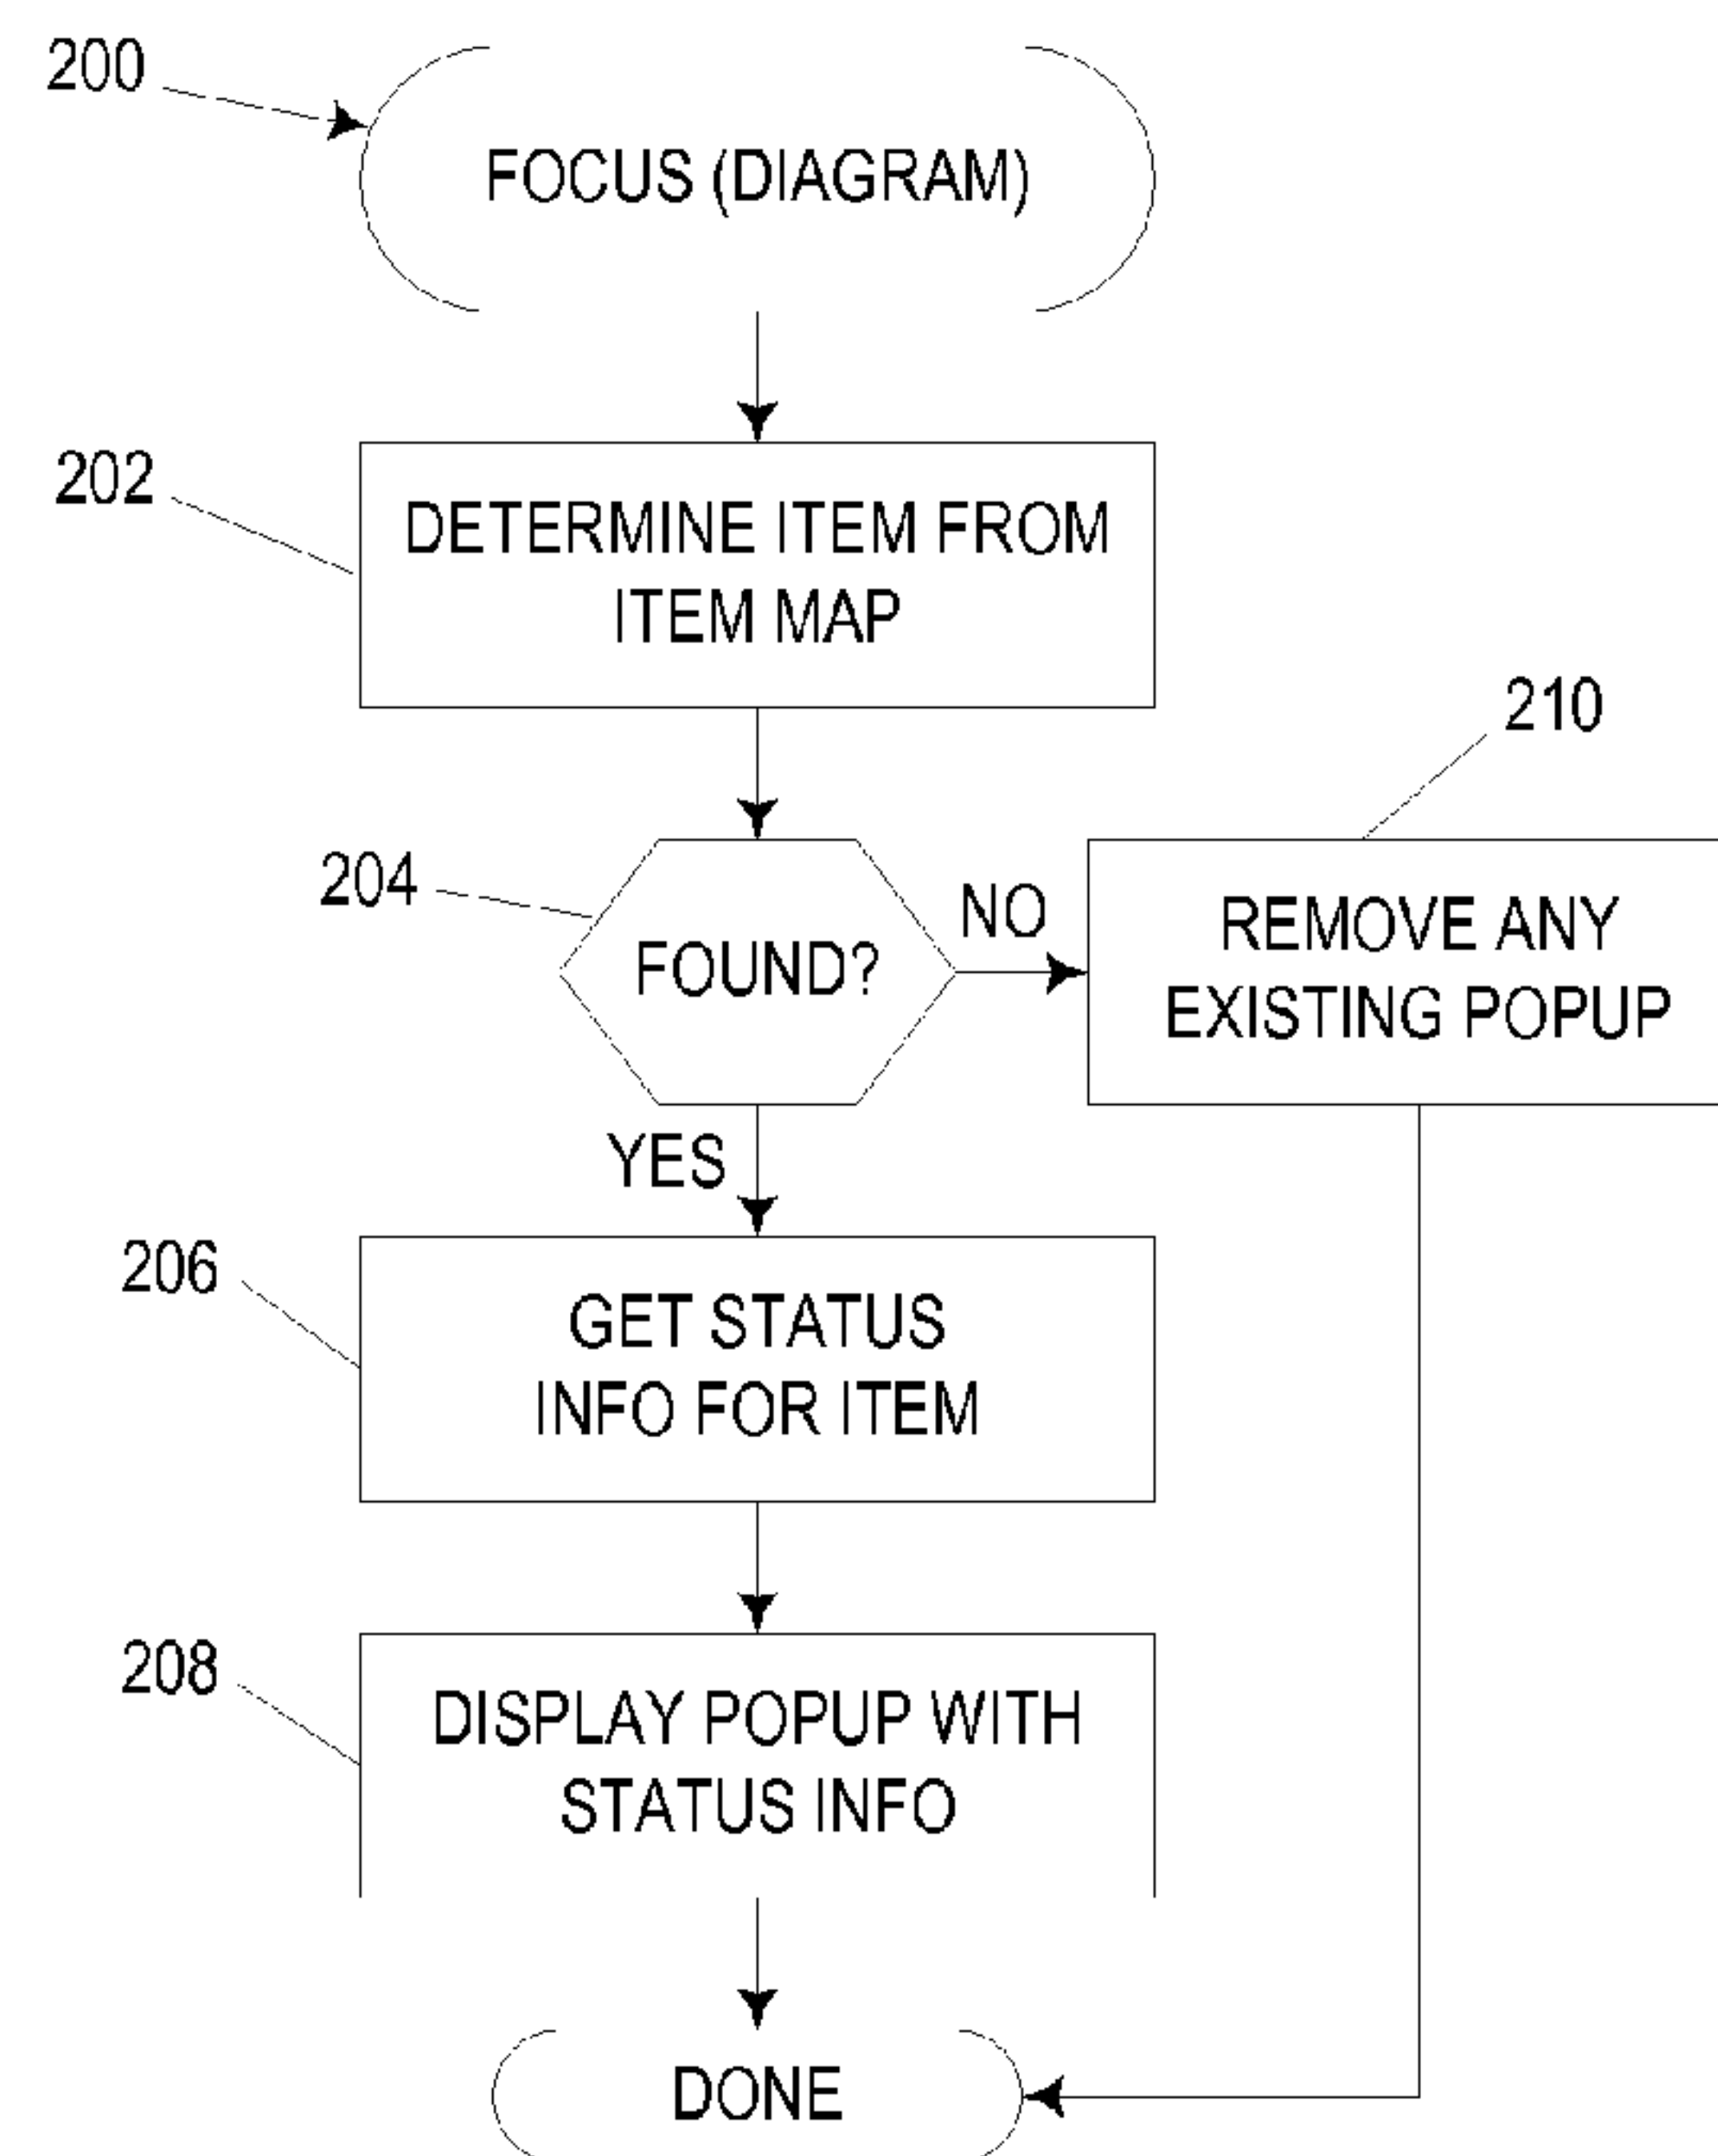 200
FOCUS (DIAGRAM)
202
DETERMINE ITEM FROM
ITEM MAP
210
204
FOUND?
NO
REMOVE ANY
EXISTING POPUP
YES
206
GET STATUS
INFO FOR ITEM
208
DISPLAY POPUP WITH
STATUS INFO
DONE